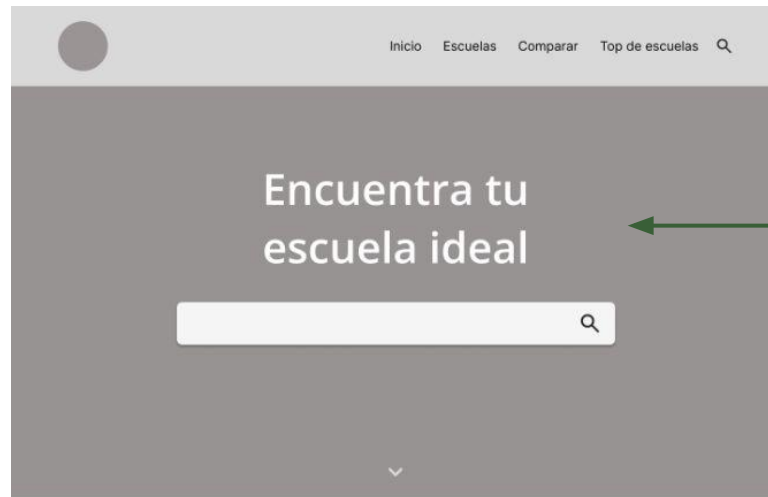 Inicio Escuelas Comparar Top de escuelas
Encuentra tu
escuela ideal